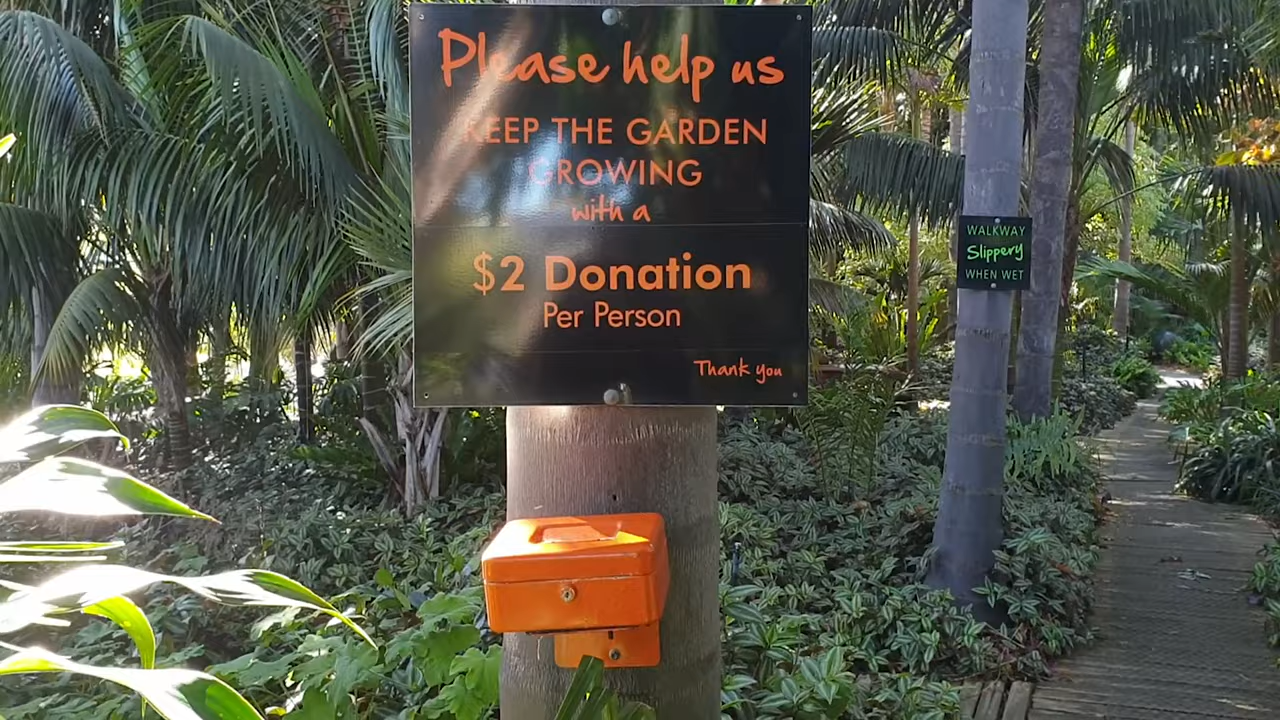 Please help us
KEEP THE GARDEN
GROWING
with a
$2 Donation
Per Person
Thank you
WALKWAY
Slippery
WHEN WET